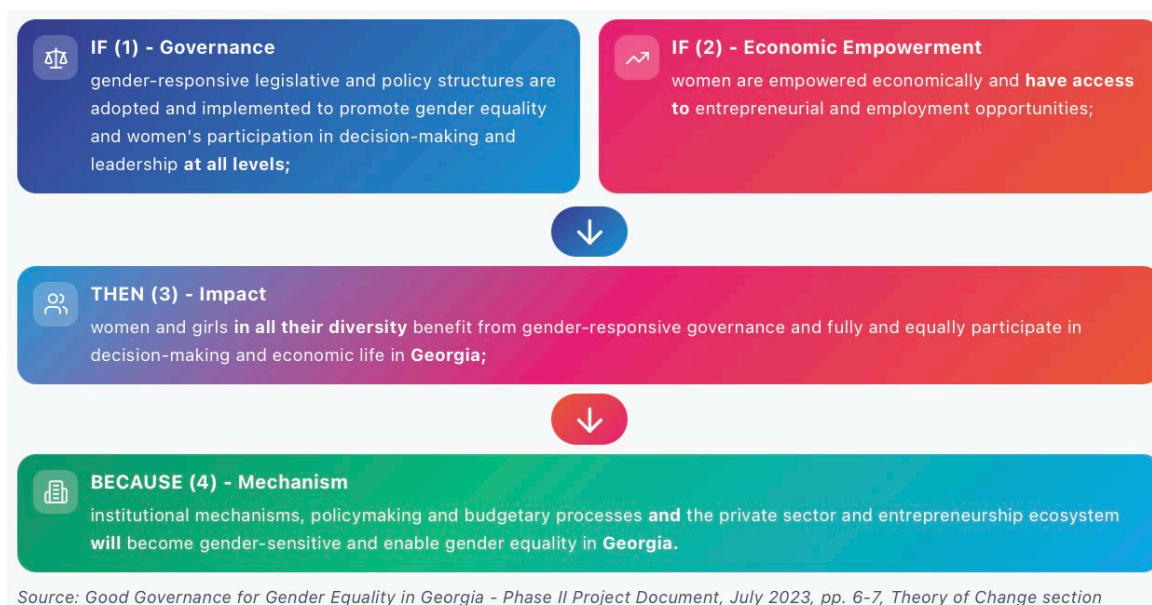 IF (1) - Governance
gender-responsive legislative and policy structures are
adopted and implemented to promote gender equality
and women's participation in decision-making and
leadership at all levels;
IF (2) - Economic Empowerment
women are empowered economically and have access
to entrepreneurial and employment opportunities;
THEN (3) - Impact
women and girls in all their diversity benefit from gender-responsive governance and fully and equally participate in
decision-making and economic life in Georgia;
BECAUSE (4) - Mechanism
institutional mechanisms, policymaking and budgetary processes and the private sector and entrepreneurship ecosystem
will become gender-sensitive and enable gender equality in Georgia.
Source: Good Governance for Gender Equality in Georgia - Phase II Project Document, July 2023, pp. 6-7, Theory of Change section